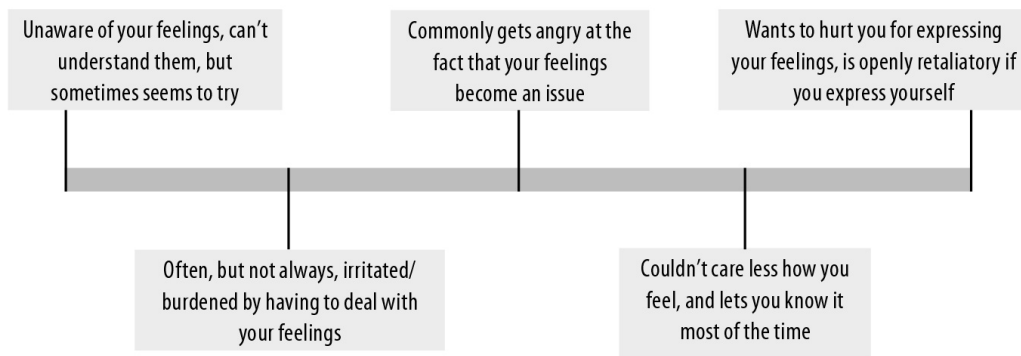 Unaware of your feelings, can’t
understand them, but
sometimes seems to try
Often, but not always, irritated/
burdened by having to deal with
your feelings
Commonly gets angry at the
fact that your feelings
become an issue
Couldn’t care less how you
feel, and lets you know it
most of the time
Wants to hurt you for expressing
your feelings, is openly retaliatory if
you express yourself